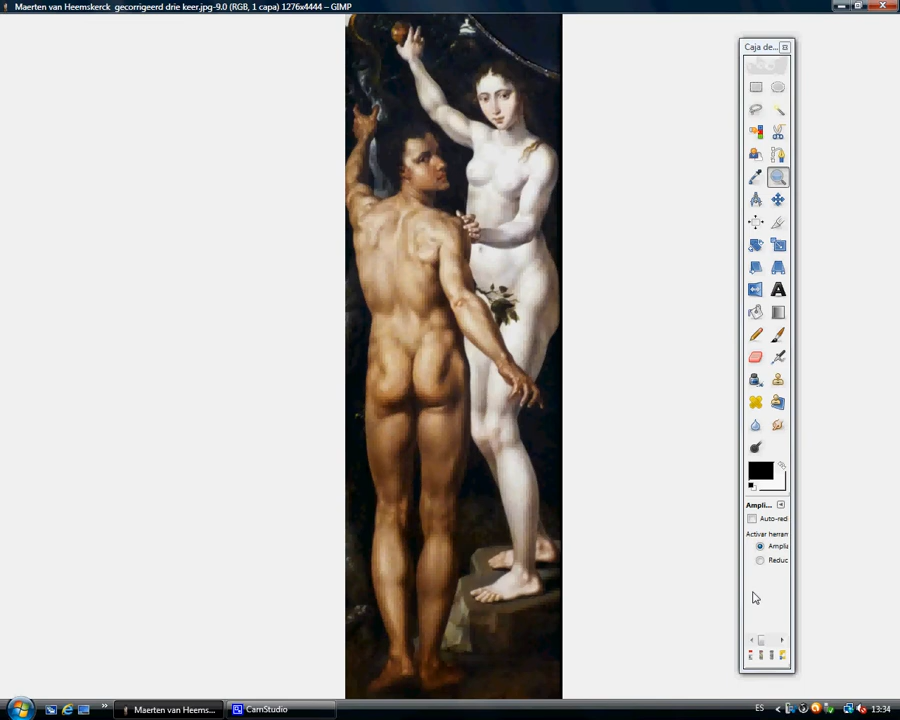 Maerten van Heemskerck  gecorrigeerd drie keer.jpg-9.0 (RGB, 1 capa) 1276x4444 – GIMP
Caja de...
Ampli...
Auto-red
Activar herran
Amplia
Reduc
Maerten van Heems...
CamStudio
ES
13:34